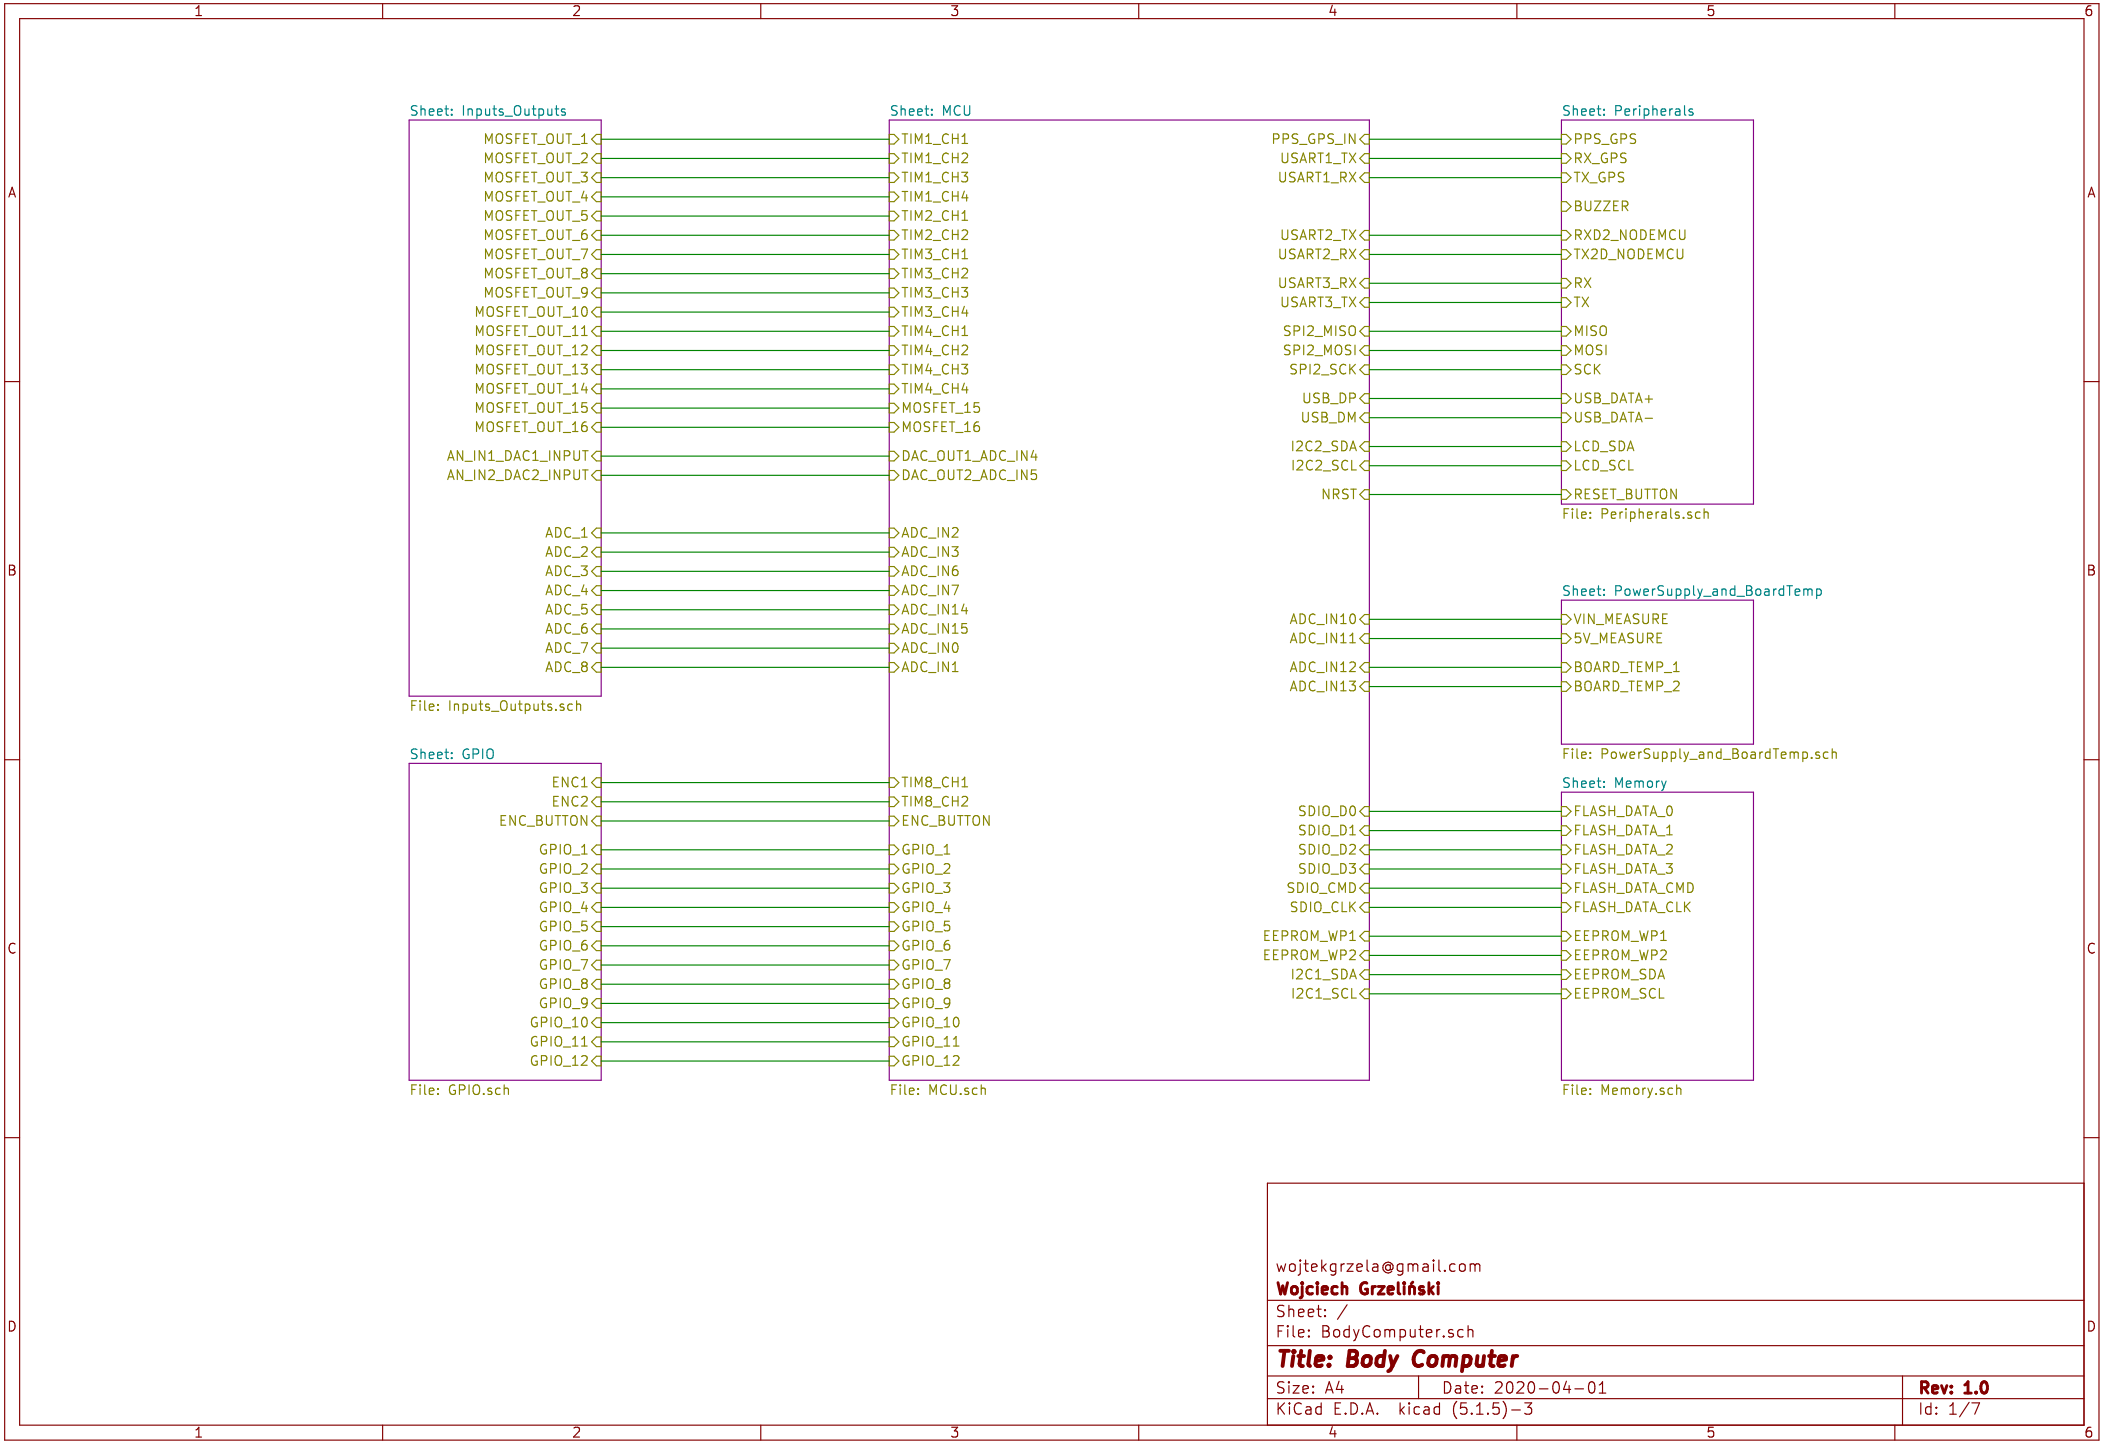 1 2 3 4 5 6
A
B
C
D
Sheet: Inputs_Outputs
MOSFET_OUT_1
MOSFET_OUT_2
MOSFET_OUT_3
MOSFET_OUT_4
MOSFET_OUT_5
MOSFET_OUT_6
MOSFET_OUT_7
MOSFET_OUT_8
MOSFET_OUT_9
MOSFET_OUT_10
MOSFET_OUT_11
MOSFET_OUT_12
MOSFET_OUT_13
MOSFET_OUT_14
MOSFET_OUT_15
MOSFET_OUT_16
AN_IN1_DAC1_INPUT
AN_IN2_DAC2_INPUT
ADC_1
ADC_2
ADC_3
ADC_4
ADC_5
ADC_6
ADC_7
ADC_8
File: Inputs_Outputs.sch
Sheet: GPIO
ENC1
ENC2
ENC_BUTTON
GPIO_1
GPIO_2
GPIO_3
GPIO_4
GPIO_5
GPIO_6
GPIO_7
GPIO_8
GPIO_9
GPIO_10
GPIO_11
GPIO_12
File: GPIO.sch
Sheet: MCU
TIM1_CH1
TIM1_CH2
TIM1_CH3
TIM1_CH4
TIM2_CH1
TIM2_CH2
TIM3_CH1
TIM3_CH2
TIM3_CH3
TIM3_CH4
TIM4_CH1
TIM4_CH2
TIM4_CH3
TIM4_CH4
MOSFET_15
MOSFET_16
DAC_OUT1_ADC_IN4
DAC_OUT2_ADC_IN5
ADC_IN2
ADC_IN3
ADC_IN6
ADC_IN7
ADC_IN14
ADC_IN15
ADC_IN0
ADC_IN1
TIM8_CH1
TIM8_CH2
ENC_BUTTON
GPIO_1
GPIO_2
GPIO_3
GPIO_4
GPIO_5
GPIO_6
GPIO_7
GPIO_8
GPIO_9
GPIO_10
GPIO_11
GPIO_12
PPS_GPS_IN
USART1_TX
USART1_RX
USART2_TX
USART2_RX
USART3_RX
USART3_TX
SPI2_MISO
SPI2_MOSI
SPI2_SCK
USB_DP
USB_DM
I2C2_SDA
I2C2_SCL
NRST
ADC_IN10
ADC_IN11
ADC_IN12
ADC_IN13
SDIO_D0
SDIO_D1
SDIO_D2
SDIO_D3
SDIO_CMD
SDIO_CLK
EEPROM_WP1
EEPROM_WP2
I2C1_SDA
I2C1_SCL
File: MCU.sch
Sheet: Peripherals
PPS_GPS
RX_GPS
TX_GPS
BUZZER
RXD2_NODEMCU
TX2D_NODEMCU
RX
TX
MISO
MOSI
SCK
USB_DATA+
USB_DATA-
LCD_SDA
LCD_SCL
RESET_BUTTON
File: Peripherals.sch
Sheet: PowerSupply_and_BoardTemp
VIN_MEASURE
5V_MEASURE
BOARD_TEMP_1
BOARD_TEMP_2
File: PowerSupply_and_BoardTemp.sch
Sheet: Memory
FLASH_DATA_0
FLASH_DATA_1
FLASH_DATA_2
FLASH_DATA_3
FLASH_DATA_CMD
FLASH_DATA_CLK
EEPROM_WP1
EEPROM_WP2
EEPROM_SDA
EEPROM_SCL
File: Memory.sch
A
B
C
D
wojtekgrzela@gmail.com
Wojciech Grzeliński
Sheet: /
File: BodyComputer.sch
Title: Body Computer
Size: A4 Date: 2020-04-01 Rev: 1.0
KiCad E.D.A. kicad (5.1.5)-3 Id: 1/7
1 2 3 4 5 6